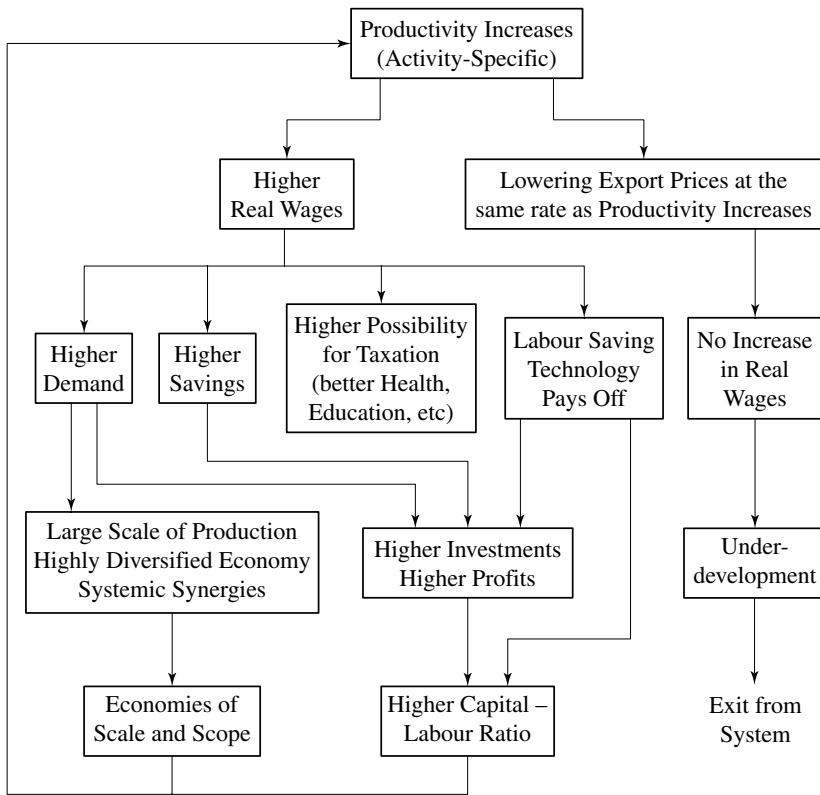 Productivity Increases
(Activity-Specific)
Higher
Real Wages
Lowering Export Prices at the
same rate as Productivity Increases
Higher
Demand
Higher
Savings
Higher Possibility
for Taxation
(better Health,
Education, etc)
Labour Saving
Technology
Pays Off
No Increase
in Real
Wages
Large Scale of Production
Highly Diversified Economy
Systemic Synergies
Higher Investments
Higher Profits
Under-
development
Economies of
Scale and Scope
Higher Capital –
Labour Ratio
Exit from
System